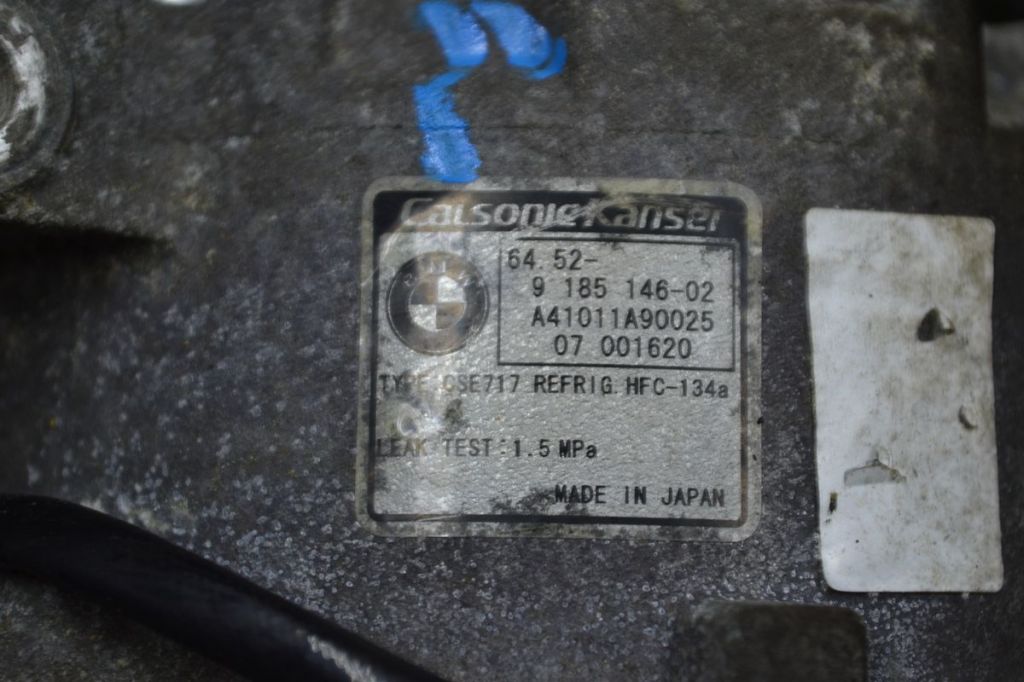 CalsonicKansei
BMW
64. 52-
9 185 146-02
A41011A90025
07 001620
TYPE CSE717 REFRIG. HFC-134a
LEAK TEST:1.5 MPa
MADE IN JAPAN